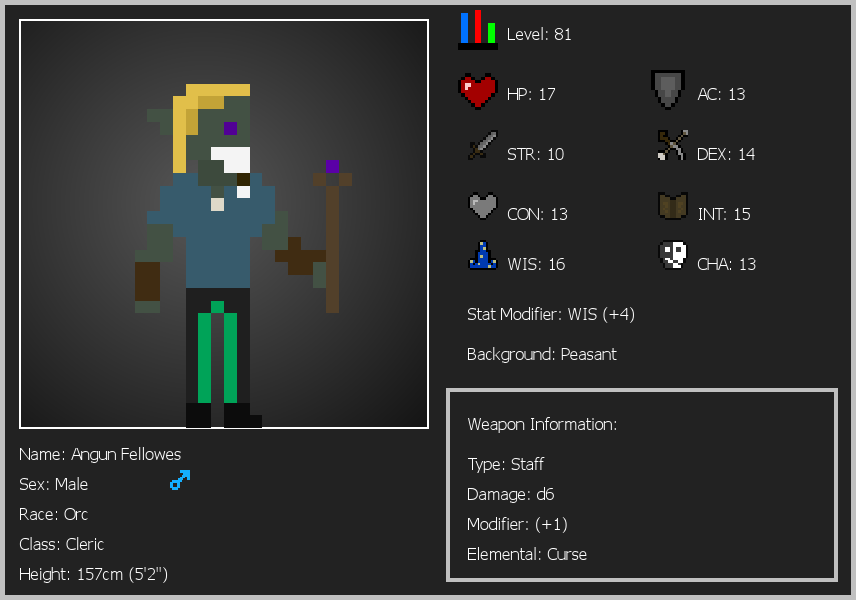 Level: 81
HP: 17
AC: 13
STR: 10
DEX: 14
CON: 13
INT: 15
WIS: 16
CHA: 13
Stat Modifier: WIS (+4)
Background: Peasant
Weapon Information:
Type: Staff
Damage: d6
Modifier: (+1)
Elemental: Curse
Name: Angun Fellowes
Sex: Male
Race: Orc
Class: Cleric
Height: 157cm (5'2")